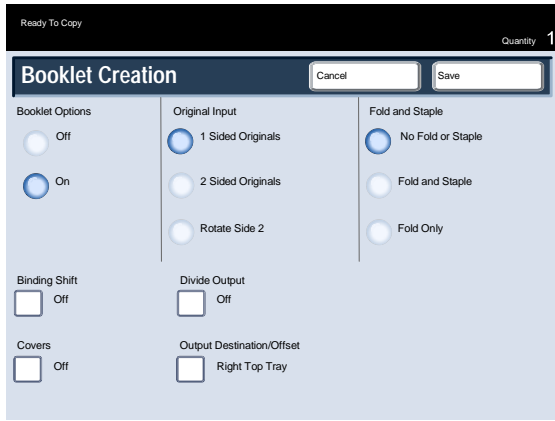 Ready To Copy
Quantity 1
Booklet Creation
Cancel
Save
Booklet Options
Off
On
Original Input
1 Sided Originals
2 Sided Originals
Rotate Side 2
Fold and Staple
No Fold or Staple
Fold and Staple
Fold Only
Binding Shift
Off
Divide Output
Off
Covers
Off
Output Destination/Offset
Right Top Tray